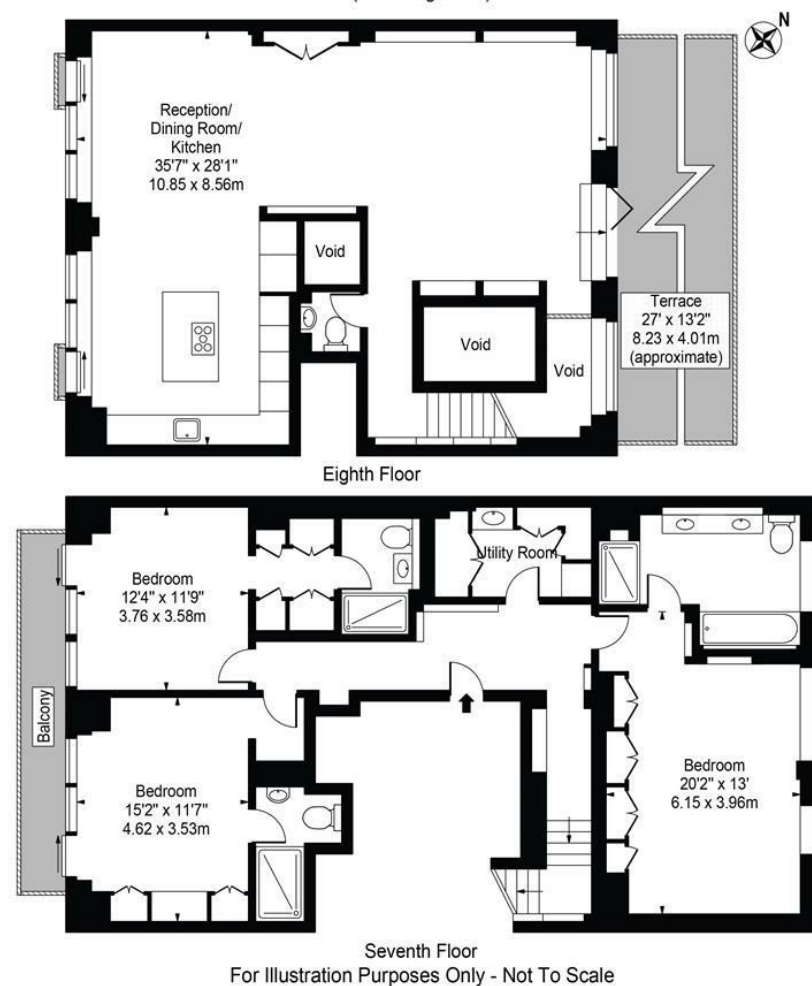 N
Reception/
Dining Room/
Kitchen
35'7" x 28'1"
10.85 x 8.56m
Void
Void
Void
Terrace
27' x 13'2"
8.23 x 4.01m
(approximate)
Eighth Floor
Bedroom
12'4" x 11'9"
3.76 x 3.58m
Utility Room
Balcony
Bedroom
15'2" x 11'7"
4.62 x 3.53m
Bedroom
20'2" x 13'
6.15 x 3.96m
Seventh Floor
For Illustration Purposes Only - Not To Scale